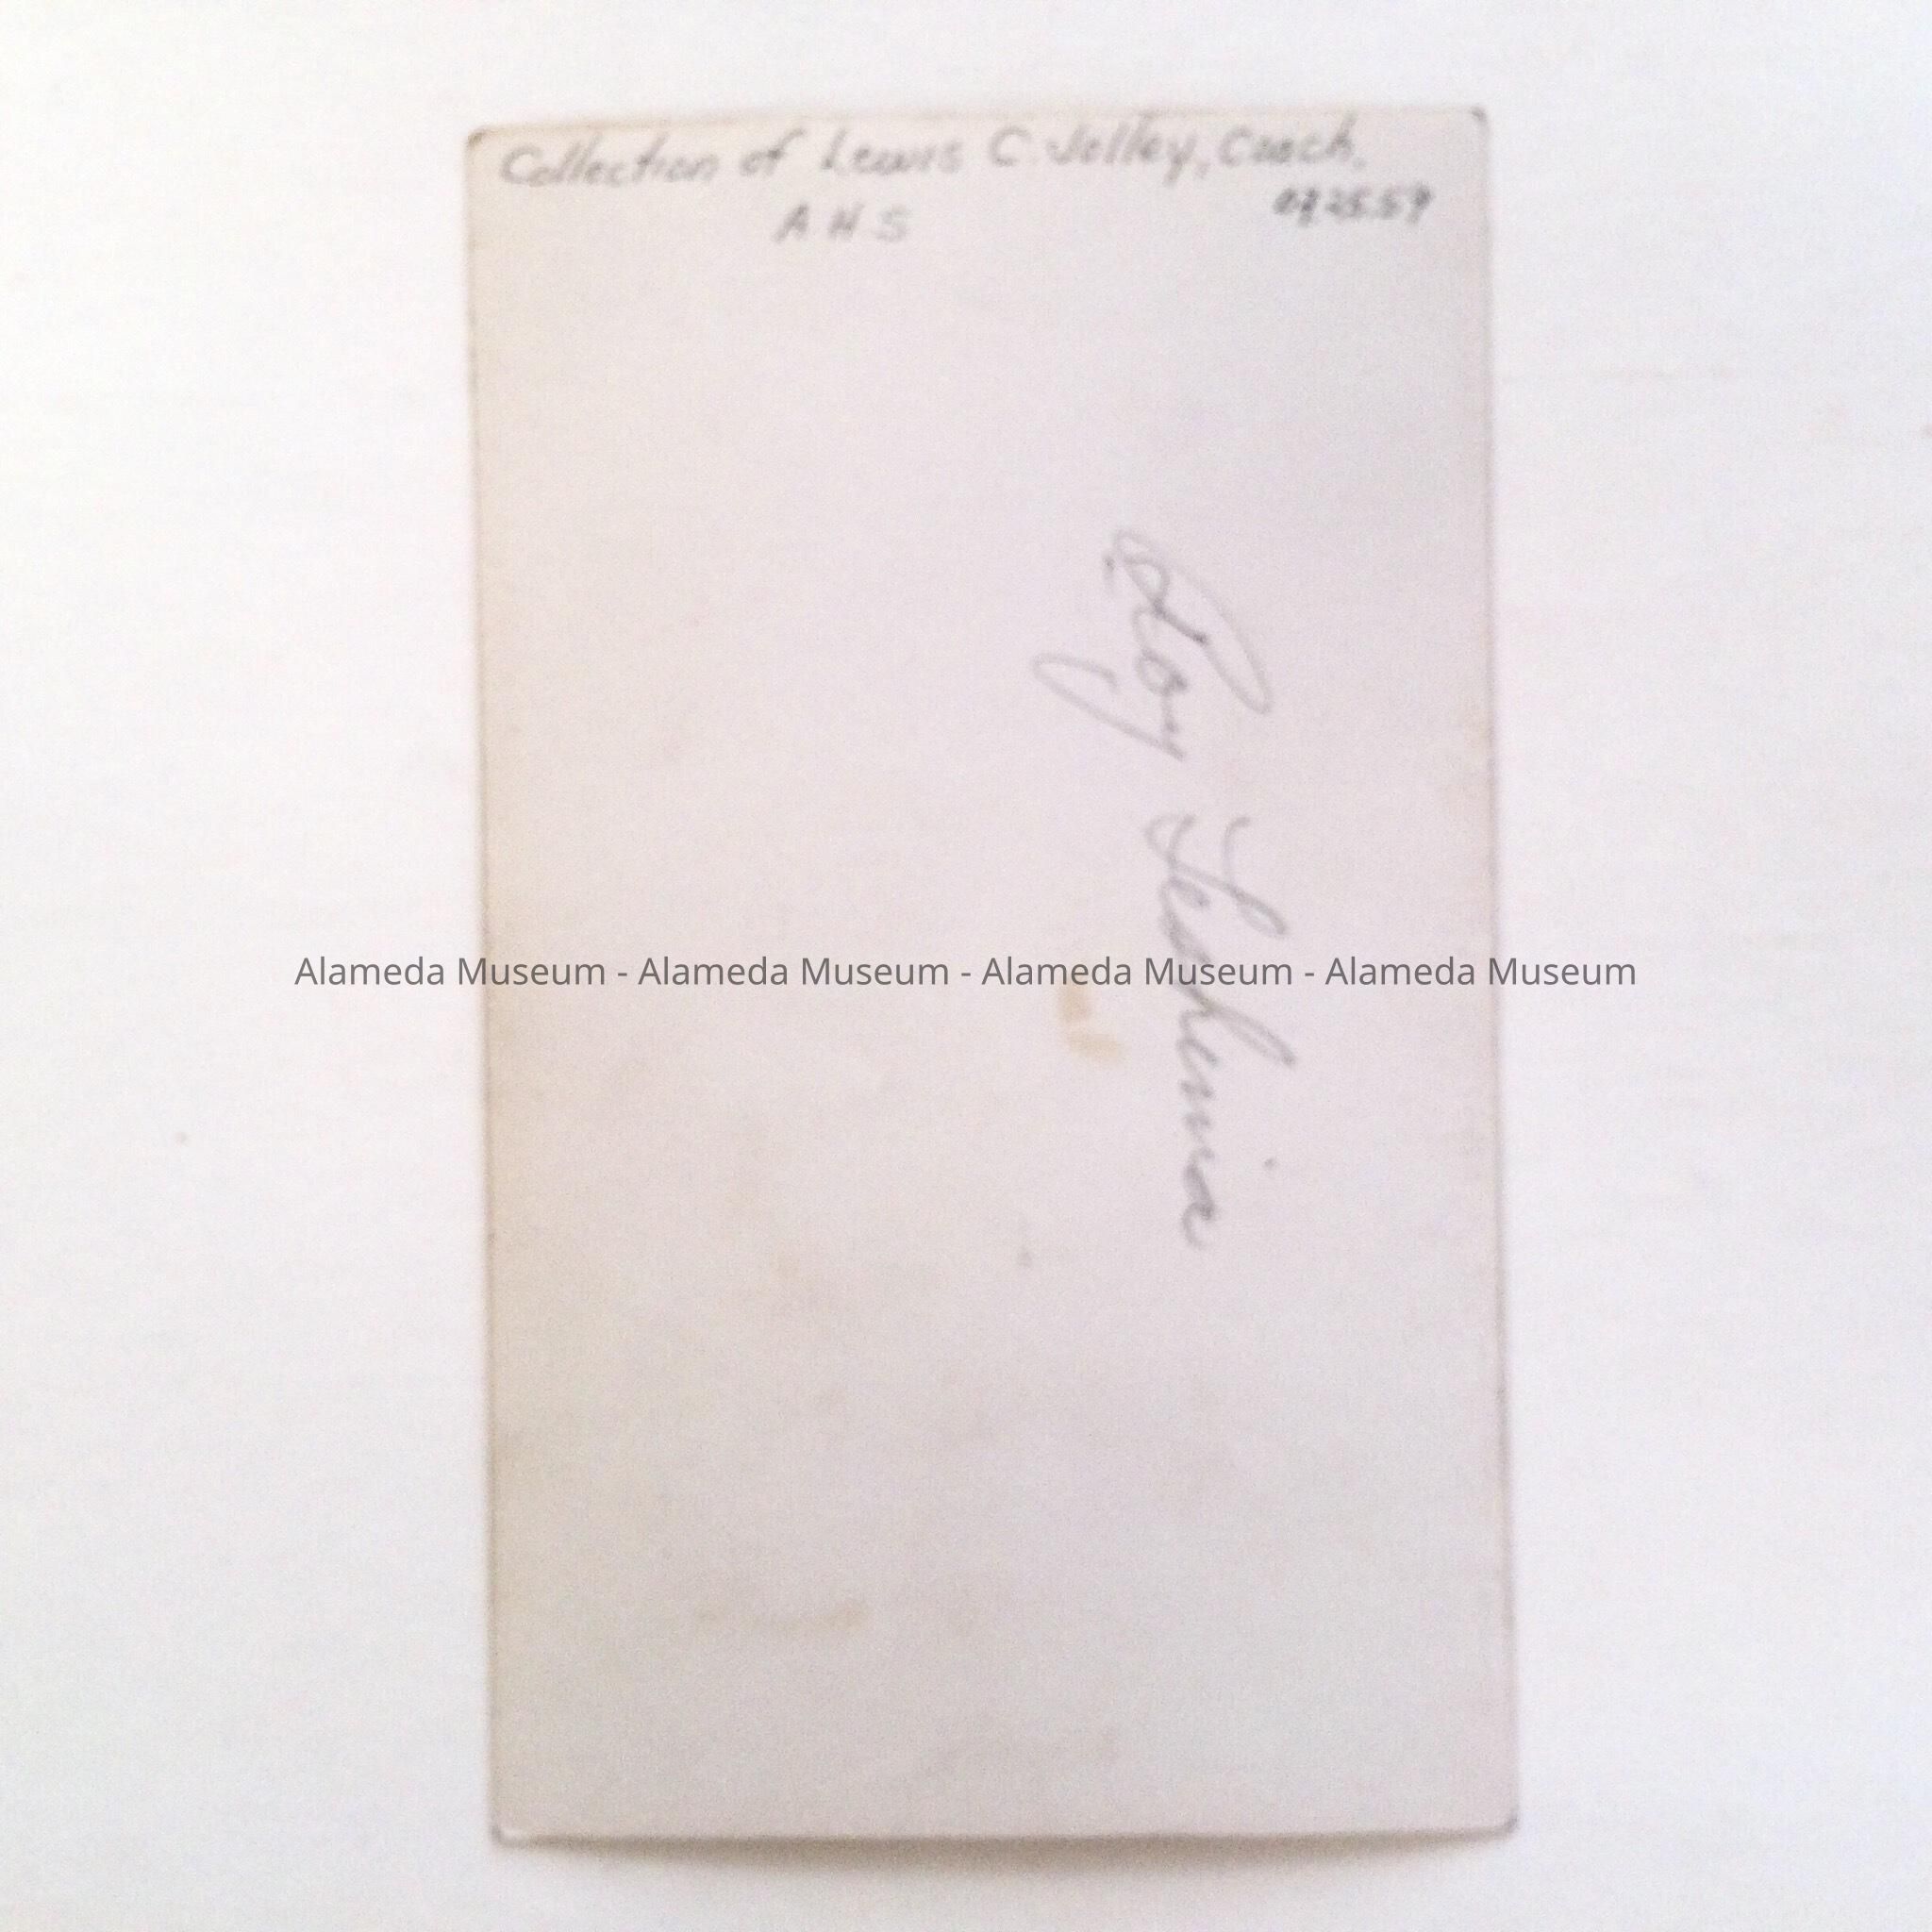 Collection of Lewis C. Jelley, Coach.
A H S
Roy
Alameda Museum - Alameda Museum - Alameda Museum - Alameda Museum